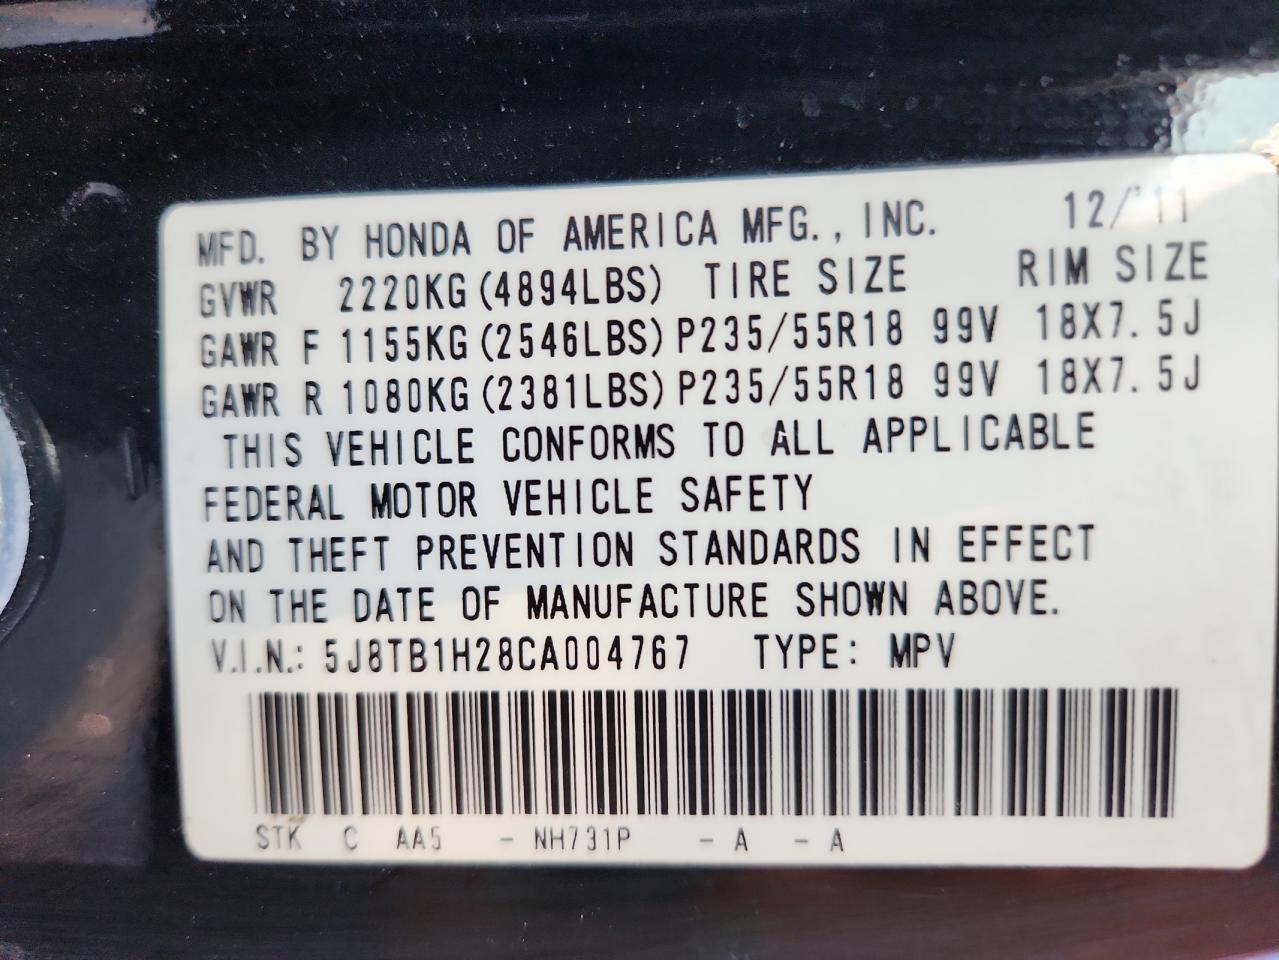 MFD. BY HONDA OF AMERICA MFG., INC. 12/'11
GVWR 2220KG(4894LBS) TIRE SIZE RIM SIZE
GAWR F 1155KG(2546LBS) P235/55R18 99V 18X7.5J
GAWR R 1080KG(2381LBS) P235/55R18 99V 18X7.5J
THIS VEHICLE CONFORMS TO ALL APPLICABLE
FEDERAL MOTOR VEHICLE SAFETY
AND THEFT PREVENTION STANDARDS IN EFFECT
ON THE DATE OF MANUFACTURE SHOWN ABOVE.
V.I.N.: 5J8TB1H28CA004767 TYPE: MPV
STK C AA5 - NH731P - A - A